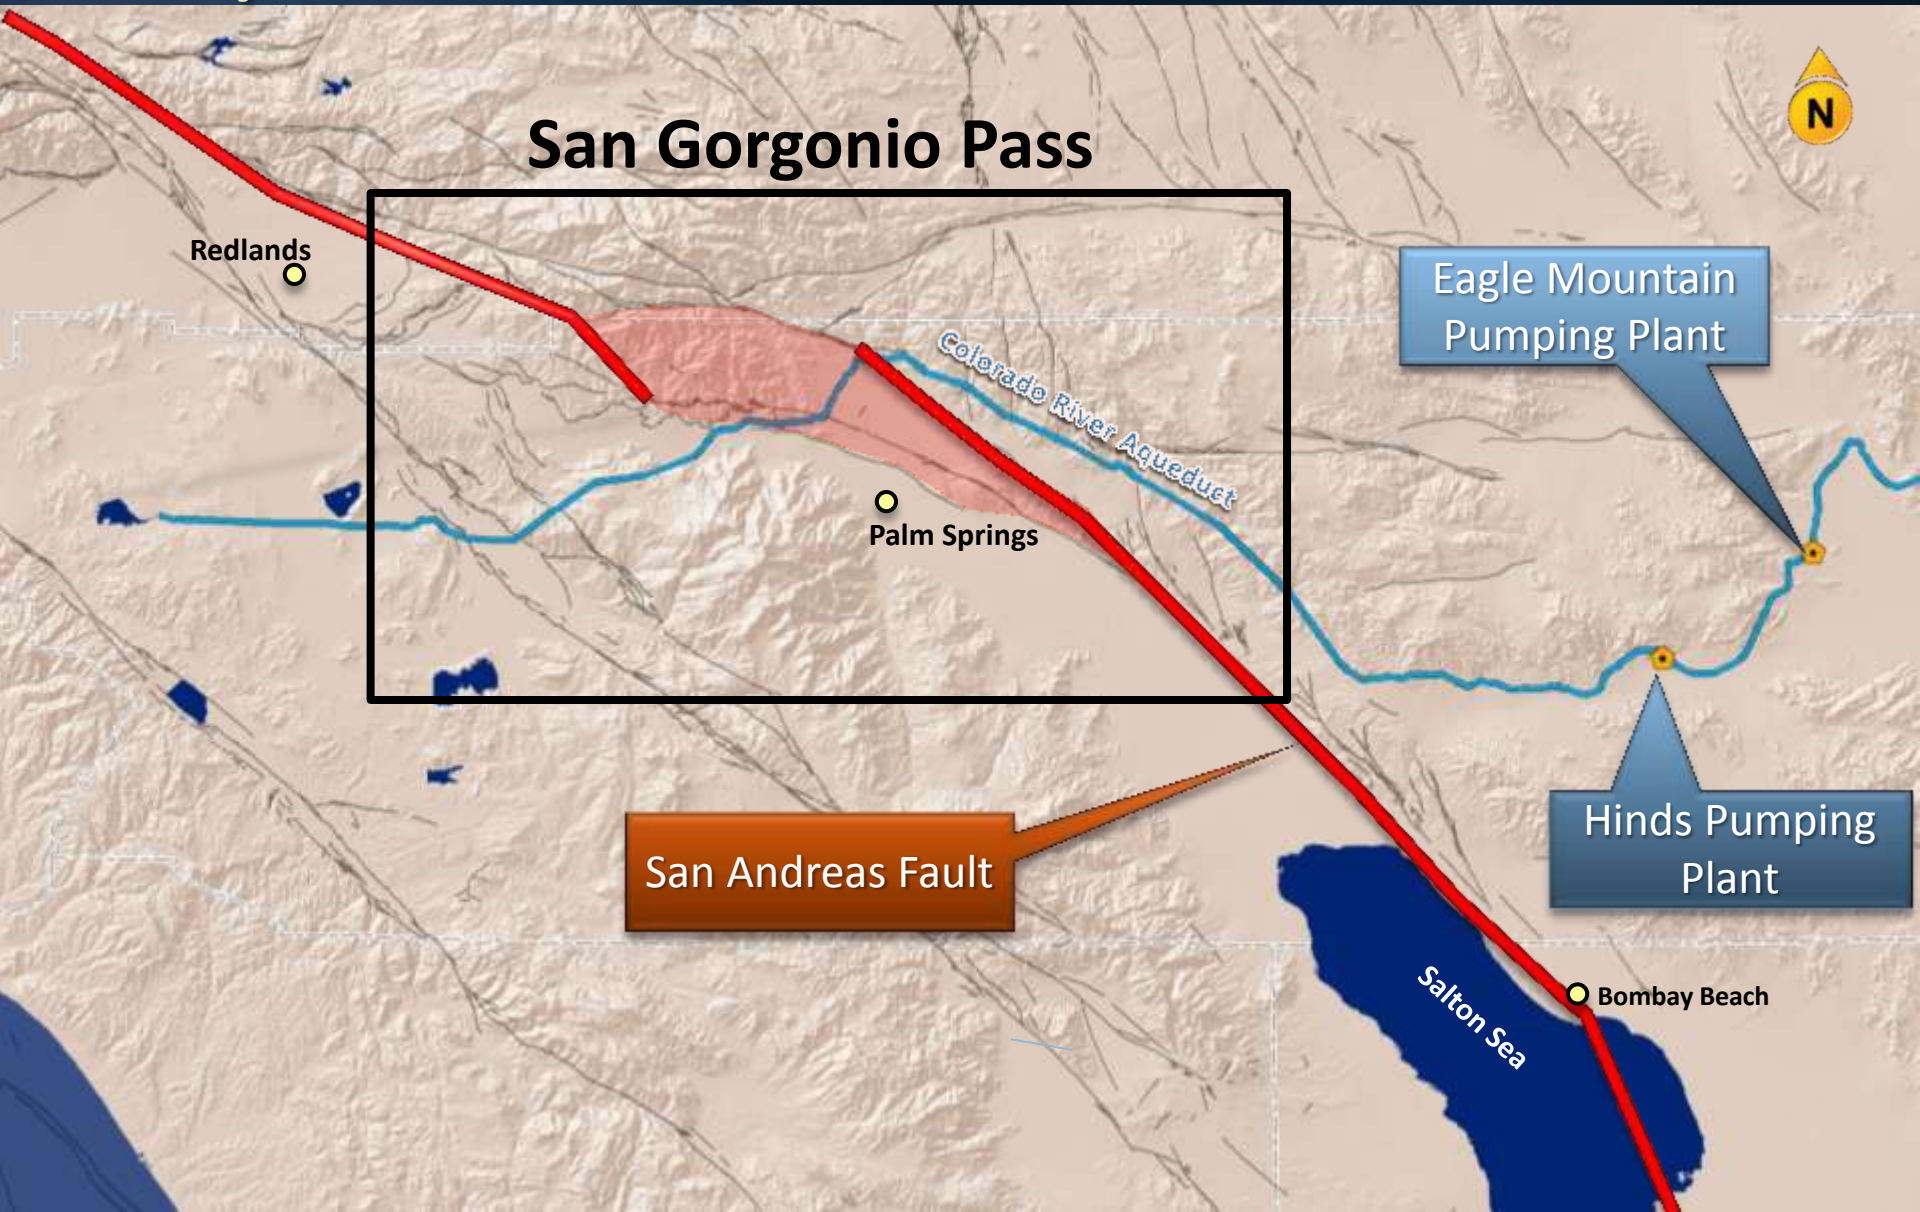 San Gorgonio Pass
N
Redlands
Eagle Mountain
Pumping Plant
Colorado River Aqueduct
Palm Springs
Hinds Pumping
Plant
San Andreas Fault
Salton Sea
Bombay Beach